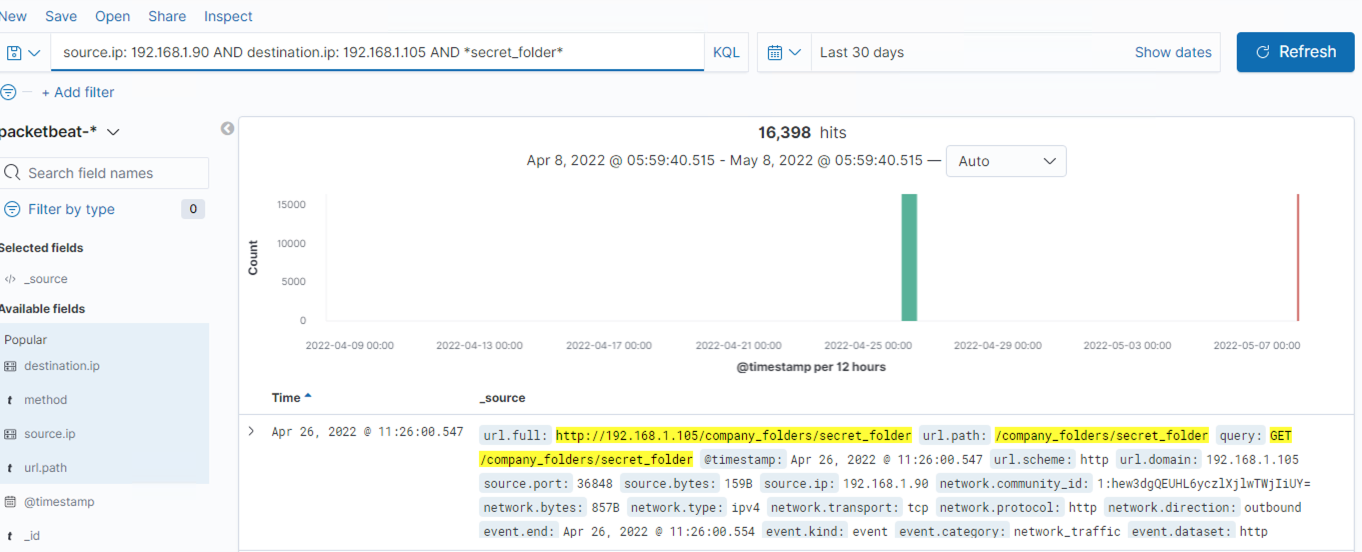 New Save Open Share Inspect
source.ip: 192.168.1.90 AND destination.ip: 192.168.1.105 AND *secret_folder* KQL Last 30 days Show dates Refresh
+ Add filter
packetbeat-*
Search field names
Filter by type 0
Selected fields
</> _source
Available fields
Popular
destination.ip
t method
source.ip
t url.path
@timestamp
t _id
16,398 hits
Apr 8, 2022 @ 05:59:40.515 - May 8, 2022 @ 05:59:40.515 — Auto
Count
15000
10000
5000
0
2022-04-09 00:00 2022-04-13 00:00 2022-04-17 00:00 2022-04-21 00:00 2022-04-25 00:00 2022-04-29 00:00 2022-05-03 00:00 2022-05-07 00:00
@timestamp per 12 hours
Time _source
Apr 26, 2022 @ 11:26:00.547 url.full: http://192.168.1.105/company_folders/secret_folder url.path: /company_folders/secret_folder query: GET
/company_folders/secret_folder @timestamp: Apr 26, 2022 @ 11:26:00.547 url.scheme: http url.domain: 192.168.1.105
source.port: 36848 source.bytes: 159B source.ip: 192.168.1.90 network.community_id: 1:hew3dgQEUHL6yczlXjlwTWjIiUY=
network.bytes: 857B network.type: ipv4 network.transport: tcp network.protocol: http network.direction: outbound
event.end: Apr 26, 2022 @ 11:26:00.554 event.kind: event event.category: network_traffic event.dataset: http